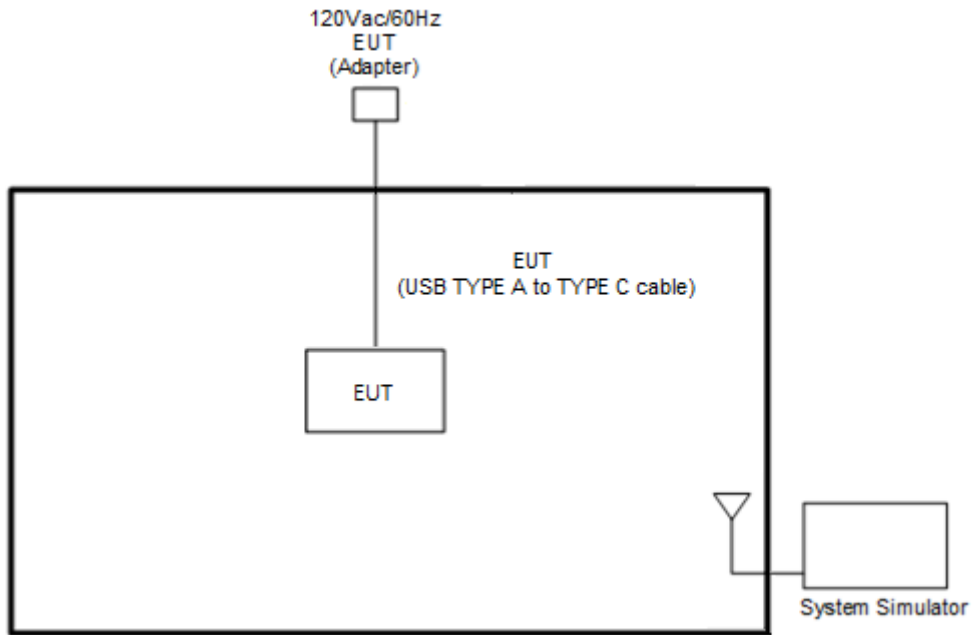 120Vac/60Hz
EUT
(Adapter)
EUT
(USB TYPE A to TYPE C cable)
EUT
System Simulator